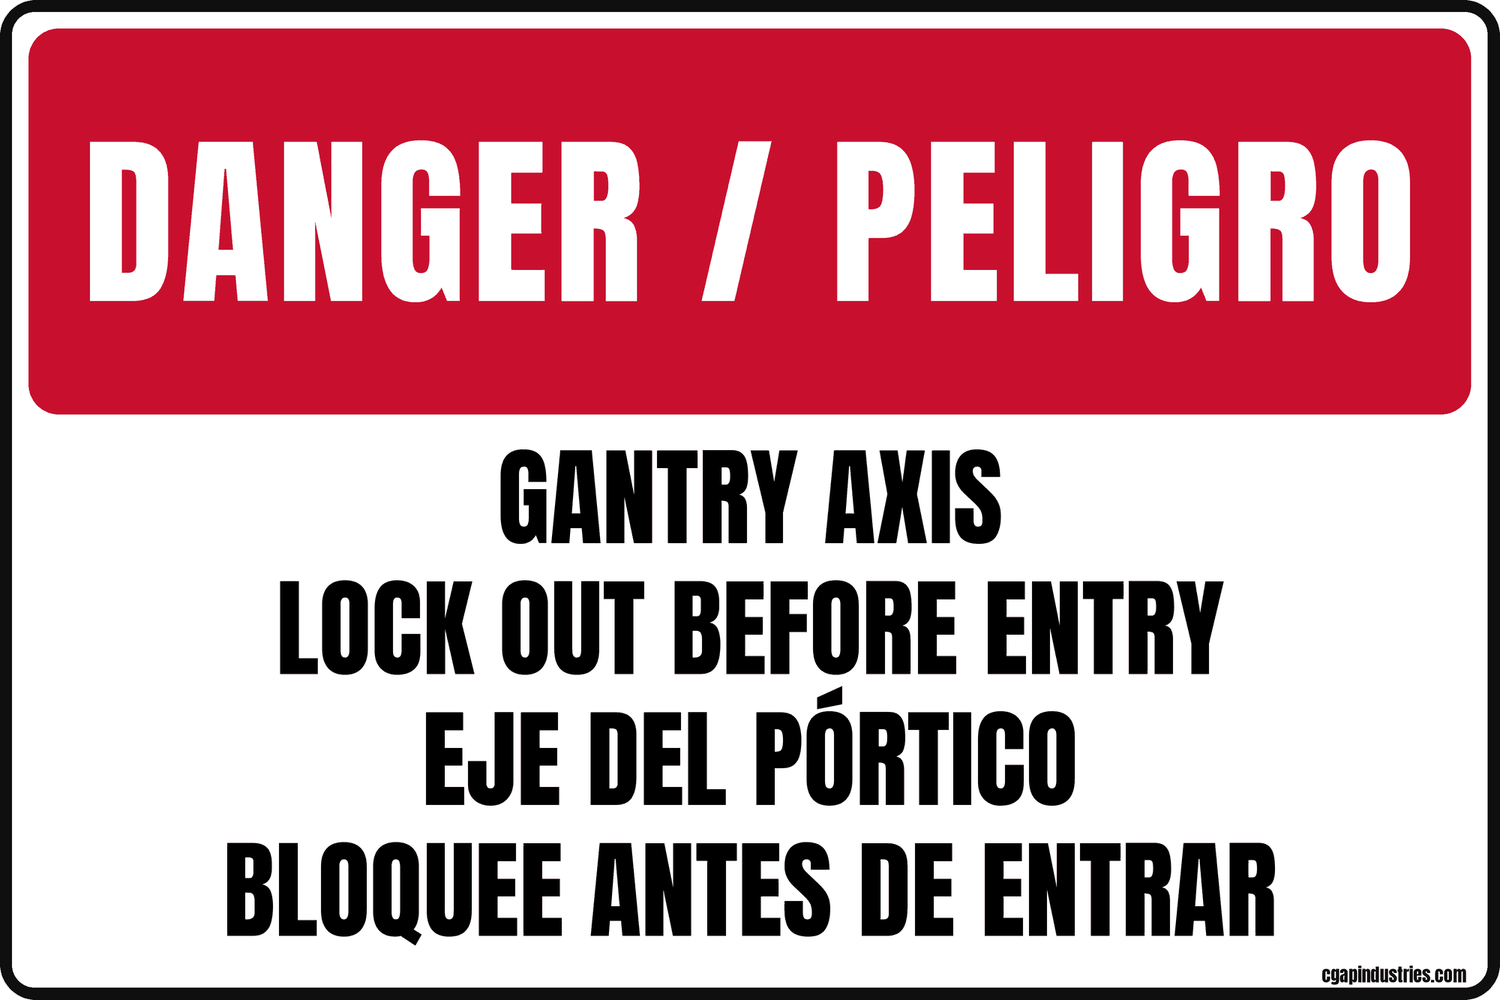 DANGER / PELIGRO
GANTRY AXIS
LOCK OUT BEFORE ENTRY
EJE DEL PÓRTICO
BLOQUEE ANTES DE ENTRAR
cgapindustries.com